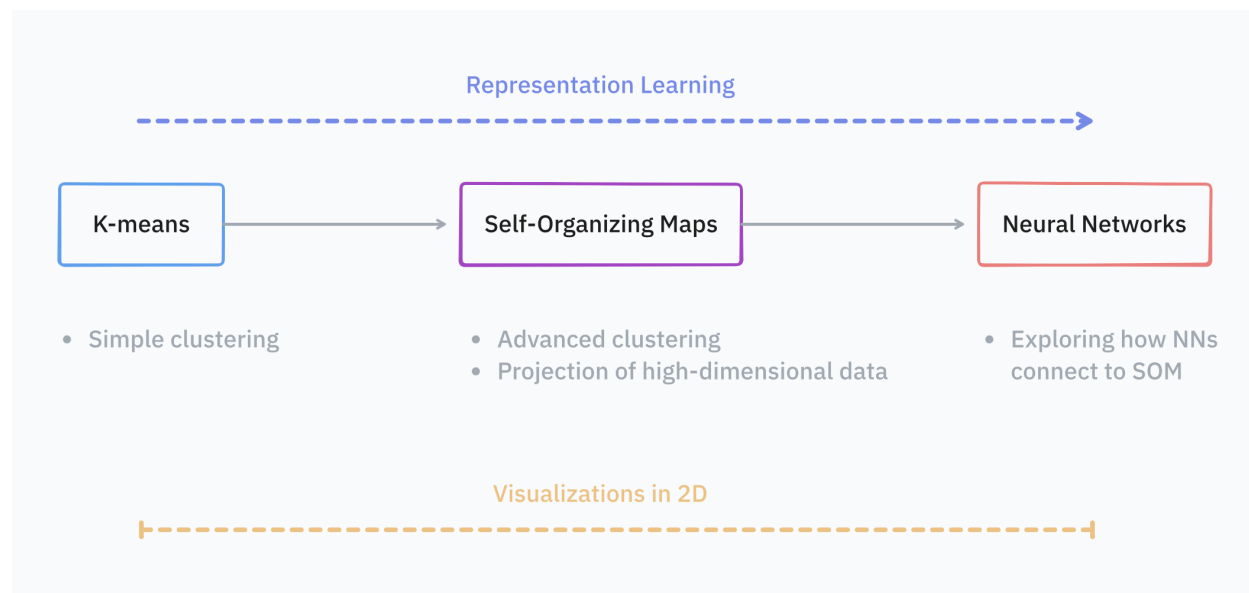 Representation Learning
K-means
Self-Organizing Maps
Neural Networks
• Simple clustering
• Advanced clustering
• Projection of high-dimensional data
• Exploring how NNs
connect to SOM
Visualizations in 2D